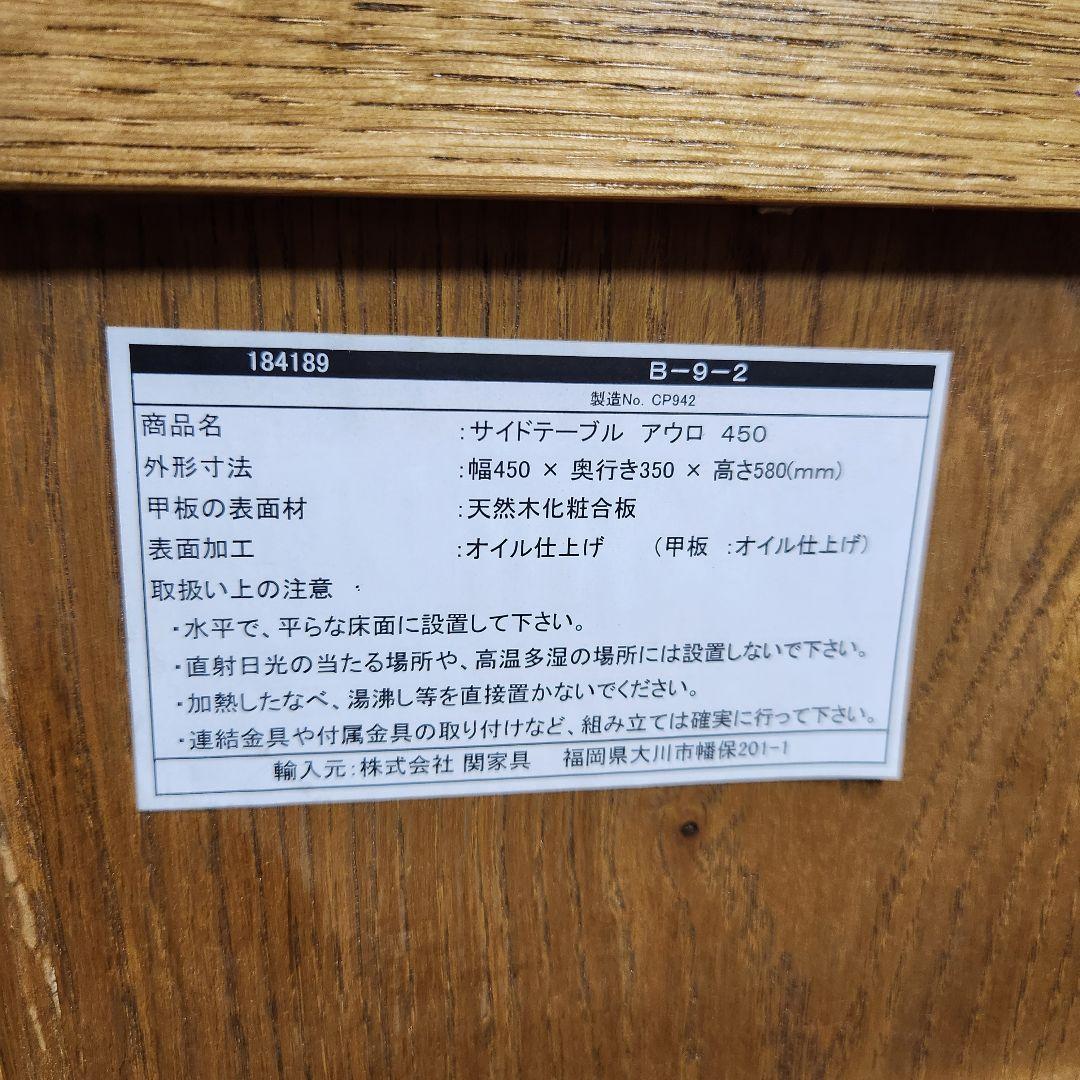 184189 B-9-2
製造No. CP942
商品名 :サイドテーブル アウロ 450
外形寸法 :幅450 × 奥行き350 × 高さ580(mm)
甲板の表面材 :天然木化粧合板
表面加工 :オイル仕上げ (甲板 :オイル仕上げ)
取扱い上の注意 :
・水平で、平らな床面に設置して下さい。
・直射日光の当たる場所や、高温多湿の場所には設置しないで下さい。
・加熱したなべ、湯沸し等を直接置かないでください。
・連結金具や付属金具の取り付けなど、組み立ては確実に行って下さい。
輸入元:株式会社 関家具 福岡県大川市幡保201-1